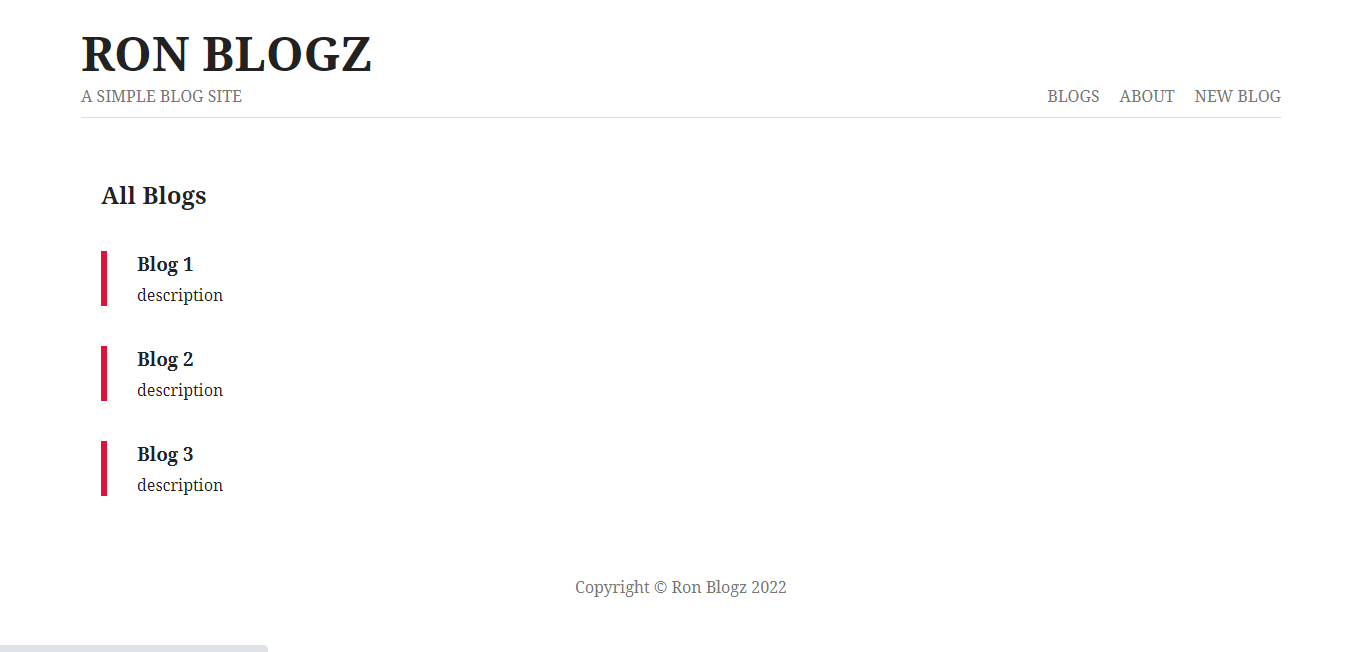 RON BLOGZ
A SIMPLE BLOG SITE
BLOGS ABOUT NEW BLOG
All Blogs
Blog 1
description
Blog 2
description
Blog 3
description
Copyright © Ron Blogz 2022